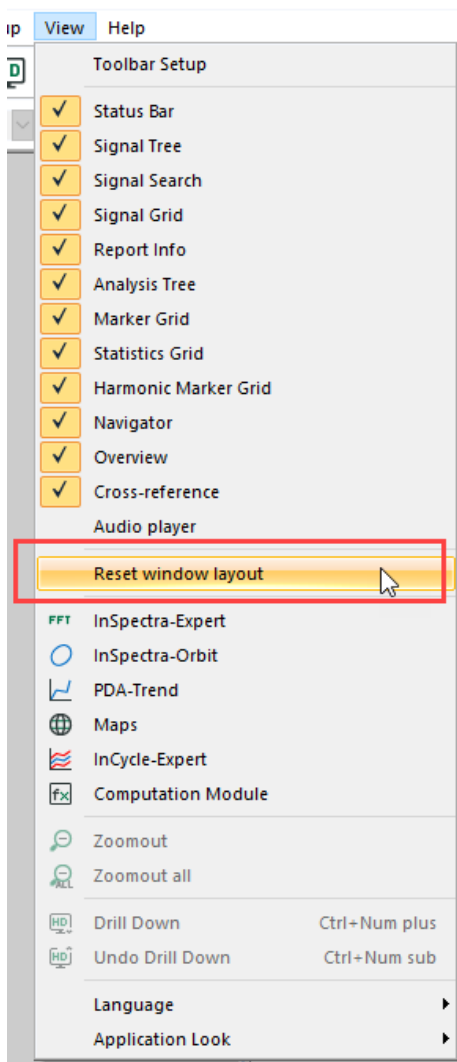 up View Help
Toolbar Setup
Status Bar
Signal Tree
Signal Search
Signal Grid
Report Info
Analysis Tree
Marker Grid
Statistics Grid
Harmonic Marker Grid
Navigator
Overview
Cross-reference
Audio player
Reset window layout
FFT InSpectra-Expert
InSpectra-Orbit
PDA-Trend
Maps
InCycle-Expert
fx Computation Module
Zoomout
ALL Zoomout all
HD Drill Down Ctrl+Num plus
HD Undo Drill Down Ctrl+Num sub
Language
Application Look